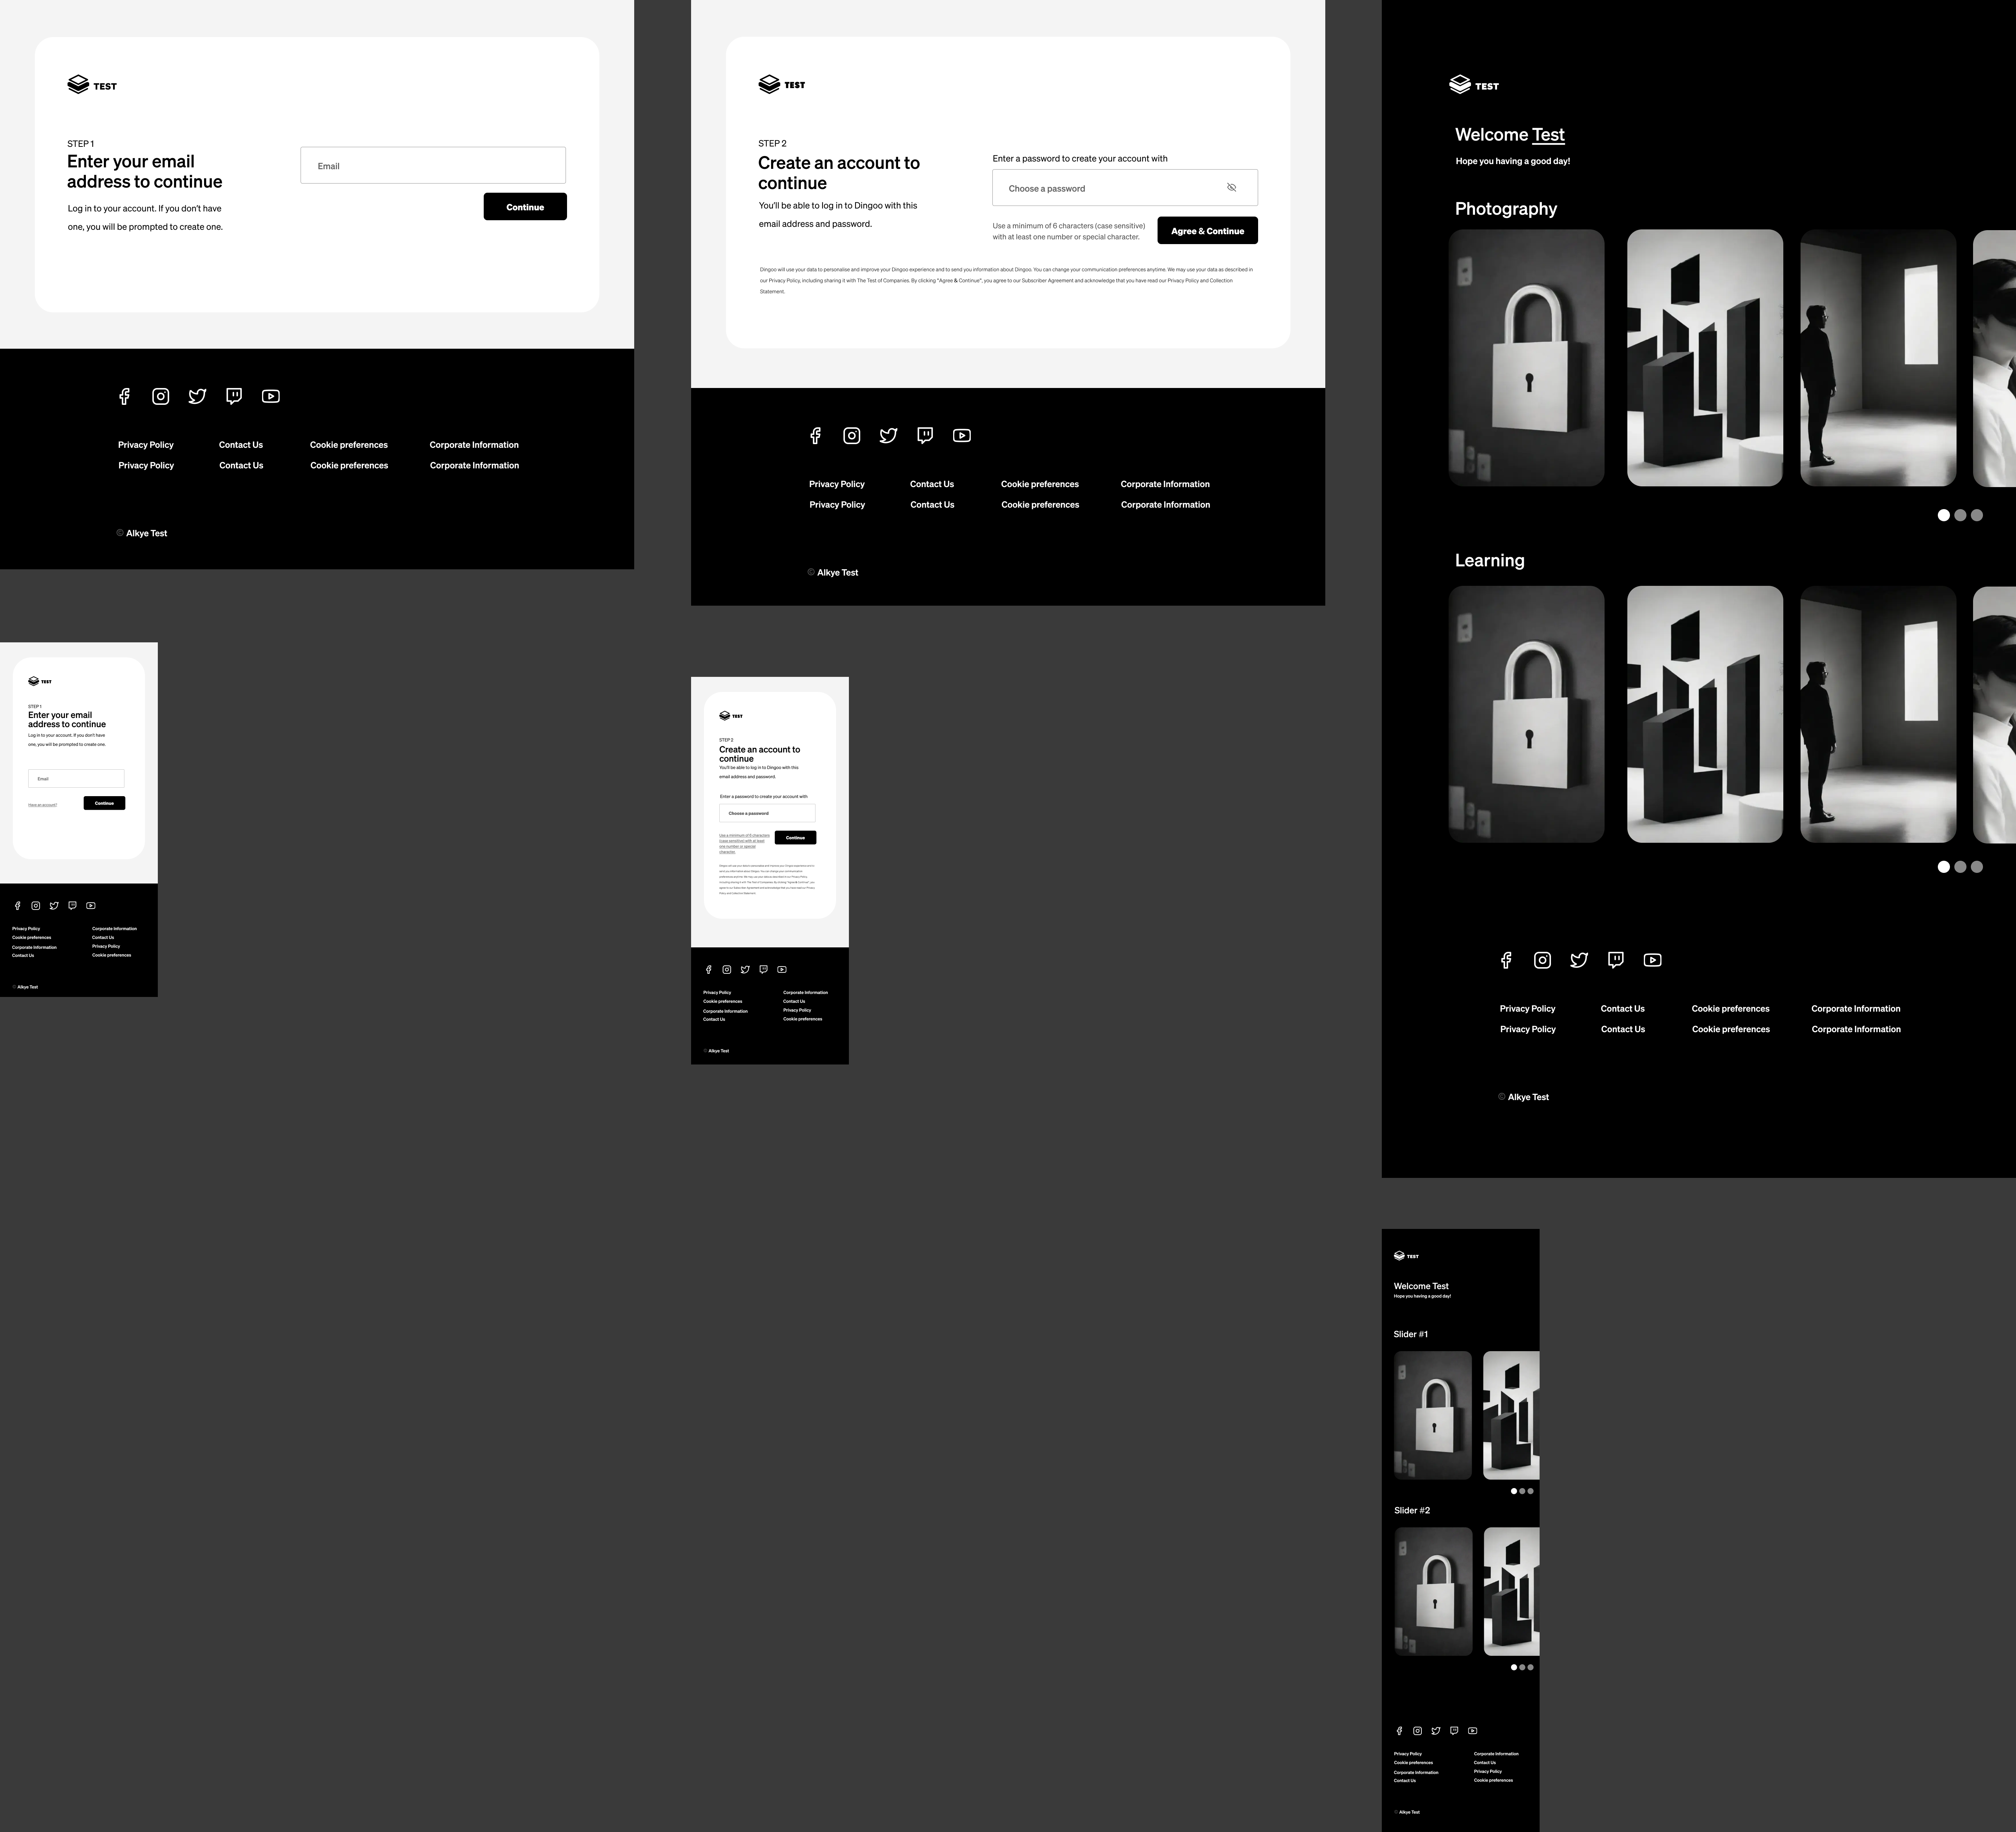 TEST
STEP 1
Enter your email
address to continue
Log in to your account. If you don't have
one, you will be prompted to create one.
Email
Continue
Privacy Policy
Contact Us
Cookie preferences
Corporate Information
Privacy Policy
Contact Us
Cookie preferences
Corporate Information
© Alkye Test
TEST
STEP 2
Create an account to
continue
You'll be able to log in to Dingoo with this
email address and password.
Enter a password to create your account with
Choose a password
Use a minimum of 6 characters (case sensitive)
with at least one number or special character.
Agree & Continue
Dingoo will use your data to personalise and improve your Dingoo experience and to send you information about Dingoo. You can change your communication preferences anytime. We may use your data as described in
our Privacy Policy, including sharing it with The Test of Companies. By clicking "Agree & Continue", you agree to our Subscriber Agreement and acknowledge that you have read our Privacy Policy and Collection
Statement.
Privacy Policy
Contact Us
Cookie preferences
Corporate Information
Privacy Policy
Contact Us
Cookie preferences
Corporate Information
© Alkye Test
TEST
Welcome Test
Hope you having a good day!
Photography
Learning
Privacy Policy
Contact Us
Cookie preferences
Corporate Information
Privacy Policy
Contact Us
Cookie preferences
Corporate Information
© Alkye Test
TEST
STEP 1
Enter your email
address to continue
Log in to your account. If you don't have
one, you will be prompted to create one.
Email
Have an account?
Continue
Privacy Policy
Corporate Information
Cookie preferences
Contact Us
Corporate Information
Privacy Policy
Contact Us
Cookie preferences
© Alkye Test
TEST
STEP 2
Create an account to
continue
You'll be able to log in to Dingoo with this
email address and password.
Enter a password to create your account with
Choose a password
Use a minimum of 6 characters
(case sensitive) with at least
one number or special
character.
Continue
Privacy Policy
Corporate Information
Cookie preferences
Contact Us
Corporate Information
Privacy Policy
Contact Us
Cookie preferences
© Alkye Test
TEST
Welcome Test
Hope you having a good day!
Slider #1
Slider #2
Privacy Policy
Corporate Information
Cookie preferences
Contact Us
Corporate Information
Privacy Policy
Contact Us
Cookie preferences
© Alkye Test